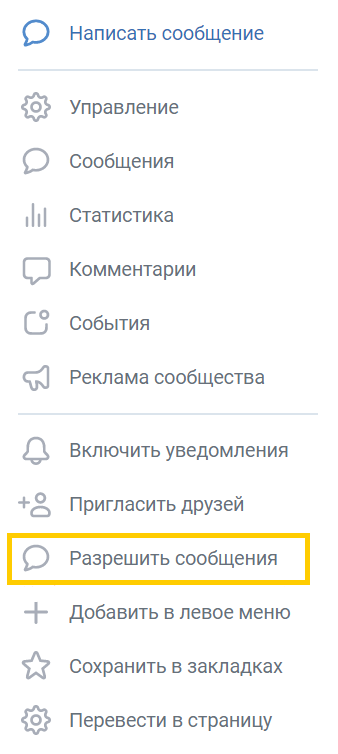 Написать сообщение
Управление
Сообщения
Статистика
Комментарии
События
Реклама сообщества
Включить уведомления
Пригласить друзей
Разрешить сообщения
Добавить в левое меню
Сохранить в закладках
Перевести в страницу